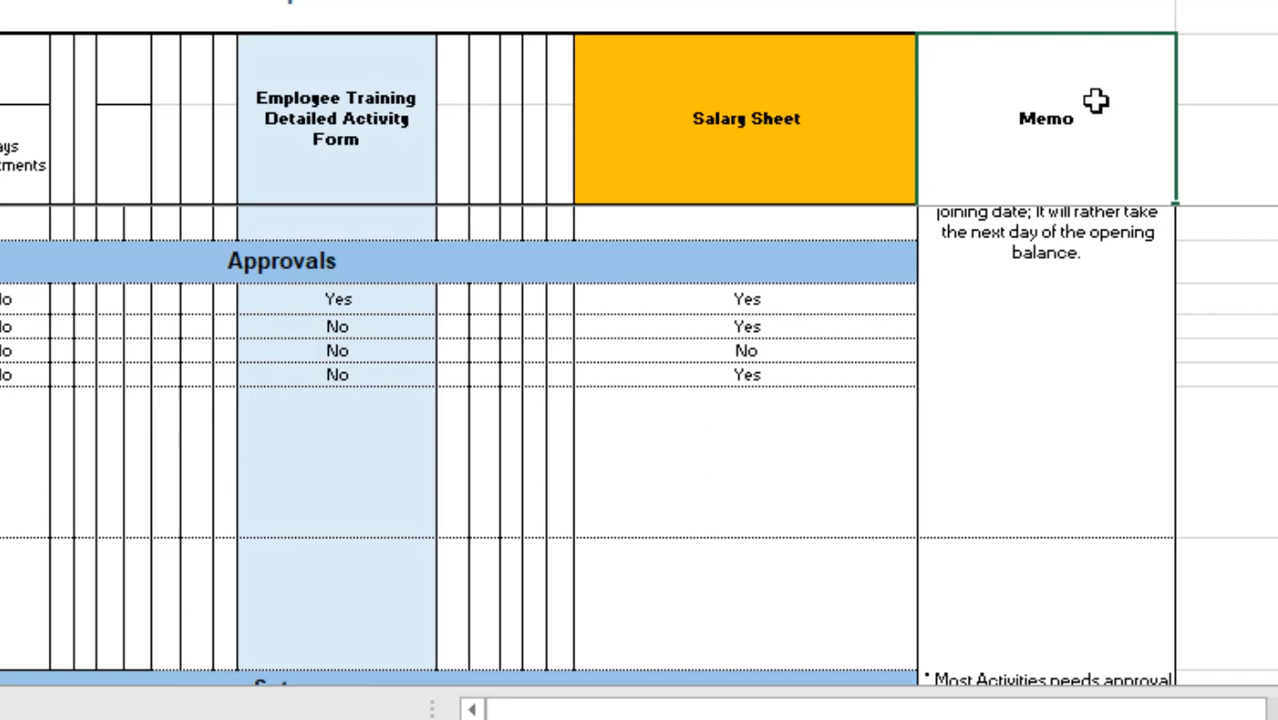 Employee Training
Detailed Activity
Form
Salary Sheet
Memo
ays
tments
joining date; It will rather take
the next day of the opening
balance.
Approvals
Yes
Yes
No
Yes
No
No
No
Yes
• Most Activities needs approval